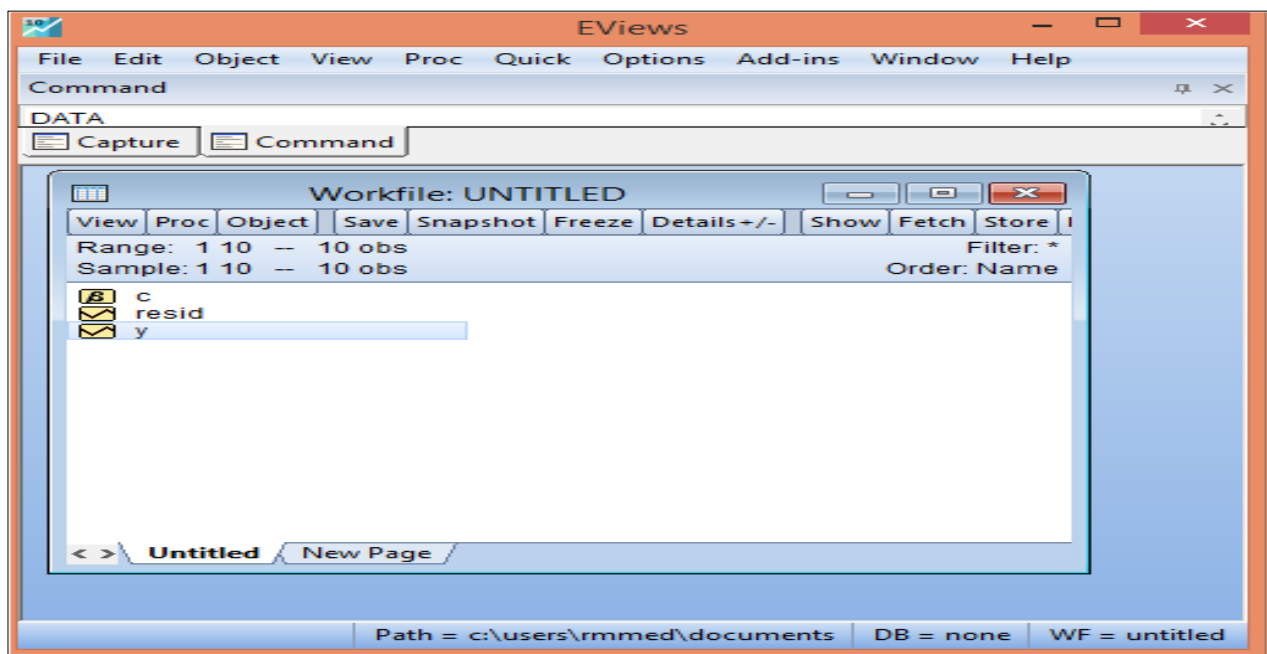 10 EViews
File Edit Object View Proc Quick Options Add-ins Window Help
Command
DATA
Capture Command
Workfile: UNTITLED
View Proc Object Save Snapshot Freeze Details+/- Show Fetch Store
Range: 1 10 -- 10 obs Filter: *
Sample: 1 10 -- 10 obs Order: Name
β c
resid
y
< > Untitled New Page
Path = c:\users\rmmed\documents DB = none WF = untitled